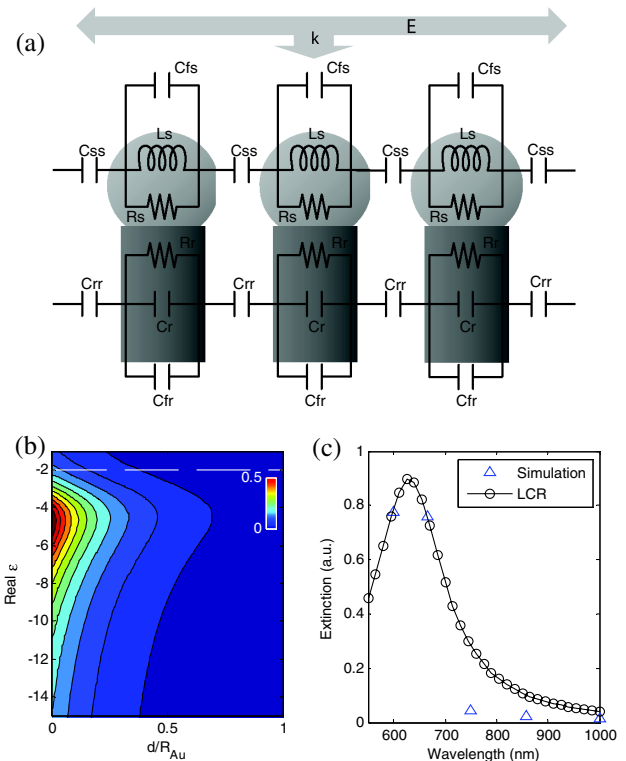 E
k
(a)
Cfs Cfs Cfs
Ls Ls Ls
Css Css Css Css
Rs Rs Rs
Rr Rr Rr
Crr Crr Crr Crr
Cr Cr Cr
Cfr Cfr Cfr
(b) (c)
-2
-4
-6
-8
-10
-12
-14
Real ε
0.5
0
0 0.5 1
d/R_Au
1
0.8
0.6
0.4
0.2
0
Extinction (a.u.)
Simulation
LCR
600 700 800 900 1000
Wavelength (nm)